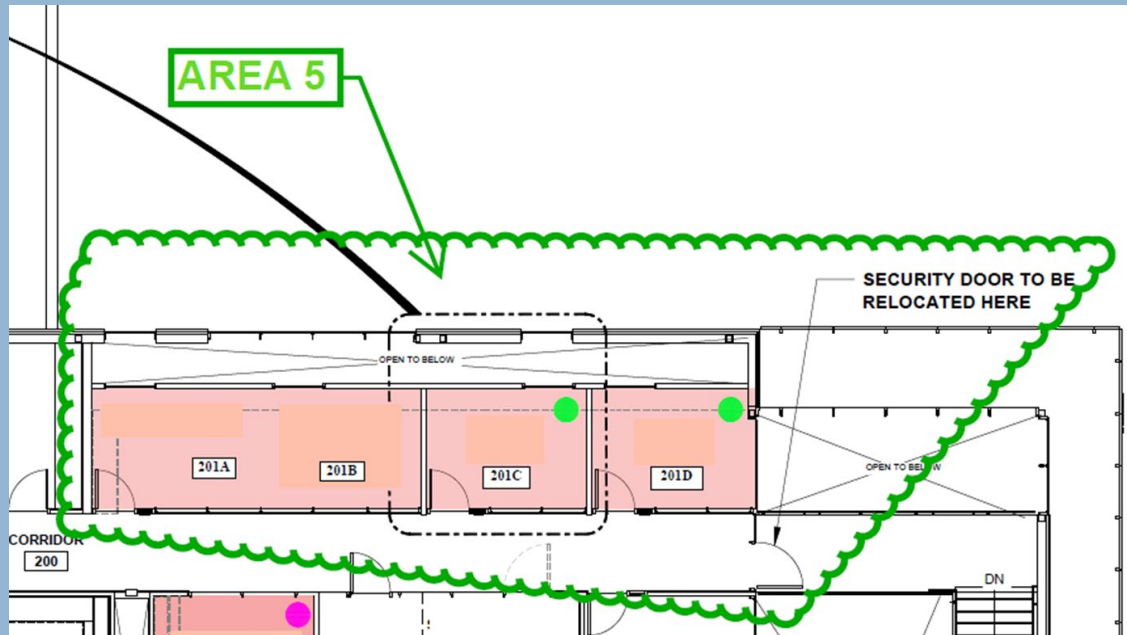 AREA 5
SECURITY DOOR TO BE
RELOCATED HERE
OPEN TO BELOW
201A
201B
201C
201D
OPEN TO BELOW
CORRIDOR
200
DN